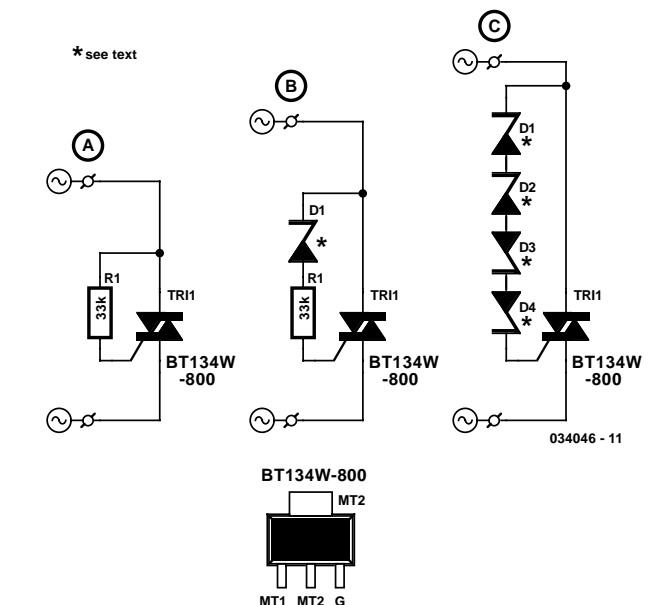 * see text
A
R1
33k
TRI1
BT134W
-800
B
D1
*
R1
33k
TRI1
BT134W
-800
C
D1
*
D2
*
D3
*
D4
*
TRI1
BT134W
-800
034046 - 11
BT134W-800
MT2
MT1 MT2 G